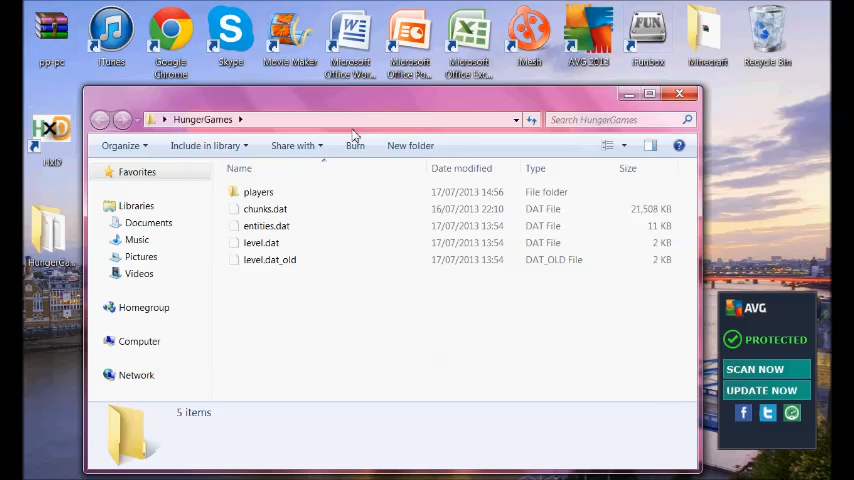 pp-pc
iTunes
Google Chrome
Skype
Movie Maker
Microsoft Office Wor...
Microsoft Office Po...
Microsoft Office Exc...
iMesh
AVG 2013
Funbox
Minecraft
Recycle Bin
HxD
HungerGa...
HungerGames
Search HungerGames
Organize
Include in library
Share with
Burn
New folder
Name
Date modified
Type
Size
Favorites
Libraries
Documents
Music
Pictures
Videos
Homegroup
Computer
Network
players 17/07/2013 14:56 File folder
chunks.dat 16/07/2013 22:10 DAT File 21,508 KB
entities.dat 17/07/2013 13:54 DAT File 11 KB
level.dat 17/07/2013 13:54 DAT File 2 KB
level.dat_old 17/07/2013 13:54 DAT_OLD File 2 KB
5 items
AVG
PROTECTED
SCAN NOW
UPDATE NOW
FUN
HxD